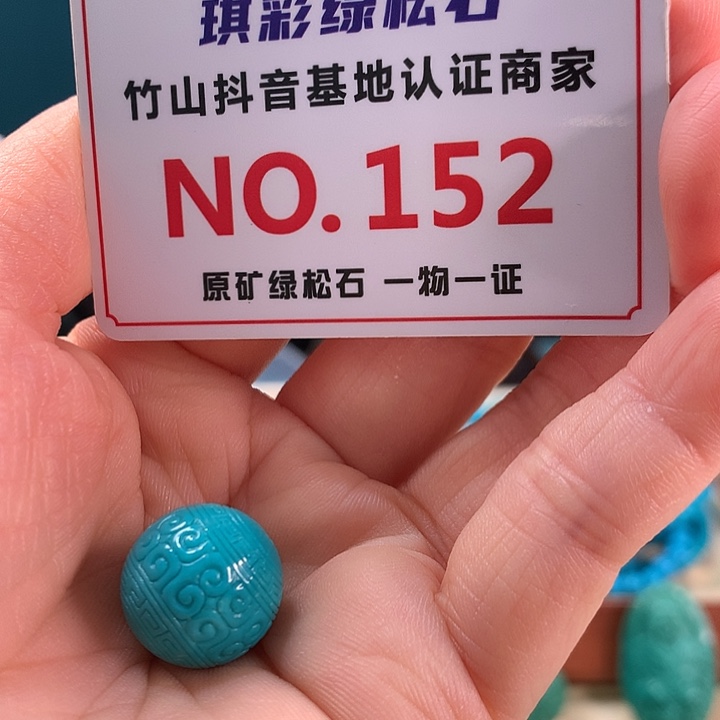 琪彩绿松石
竹山抖音基地认证商家
NO.152
原矿绿松石 一物一证